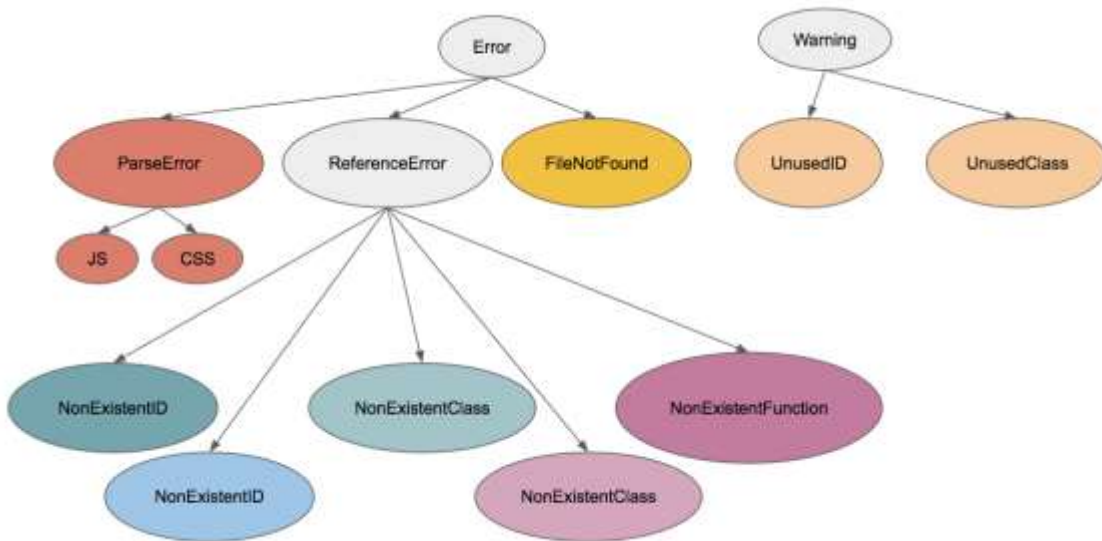 Error
Warning
ParseError
ReferenceError
FileNotFound
UnusedID
UnusedClass
JS
CSS
NonExistentID
NonExistentClass
NonExistentFunction
NonExistentID
NonExistentClass